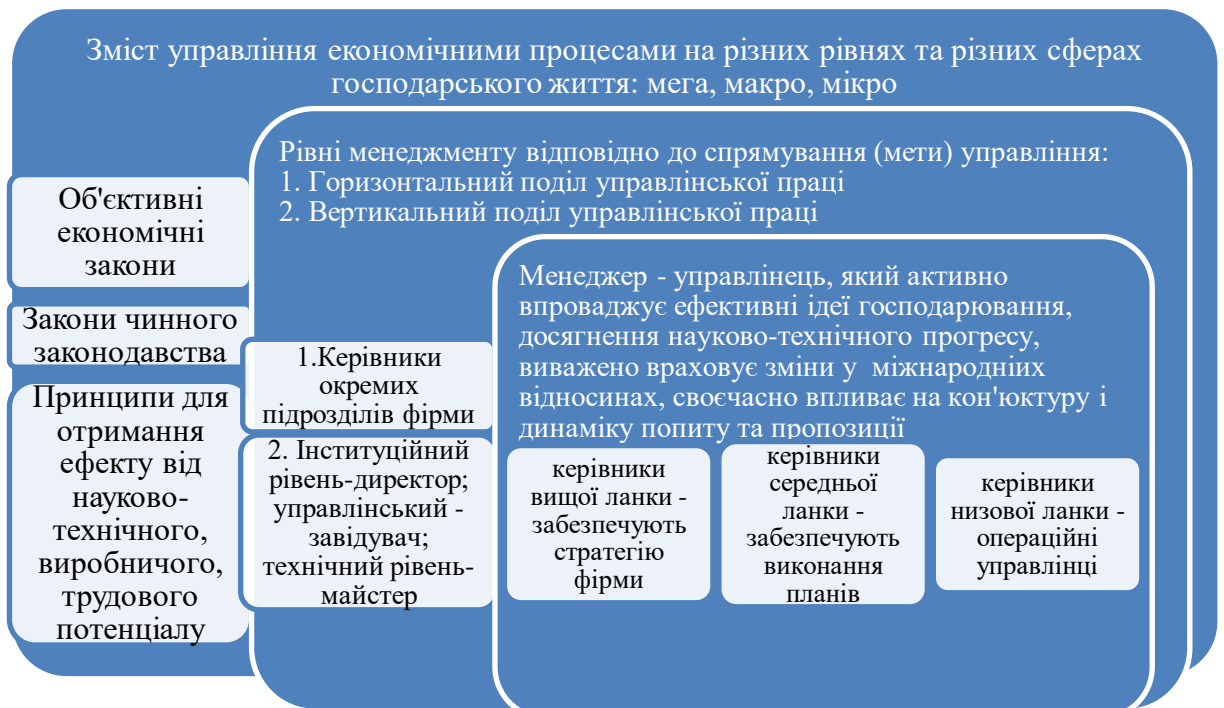 Зміст управління економічними процесами на різних рівнях та різних сферах
господарського життя: мега, макро, мікро
Об'єктивні
економічні
закони
Закони чинного
законодавства
Принципи для
отримання
ефекту від
науково-
технічного,
виробничого,
трудового
потенціалу
Рівні менеджменту відповідно до спрямування (мети) управління:
1. Горизонтальний поділ управлінської праці
2. Вертикальний поділ управлінської праці
1.Керівники
окремих
підрозділів фірми
2. Інституційний
рівень-директор;
управлінський -
завідувач;
технічний рівень-
майстер
Менеджер - управлінець, який активно
впроваджує ефективні ідеї господарювання,
досягнення науково-технічного прогресу,
виважено враховує зміни у  міжнародніих
відносинах, своєчасно впливає на кон'юктуру і
динаміку попиту та пропозиції
керівники
вищої ланки -
забезпечують
стратегію
фірми
керівники
середньої
ланки -
забезпечують
виконання
планів
керівники
низової ланки -
операційні
управлінці